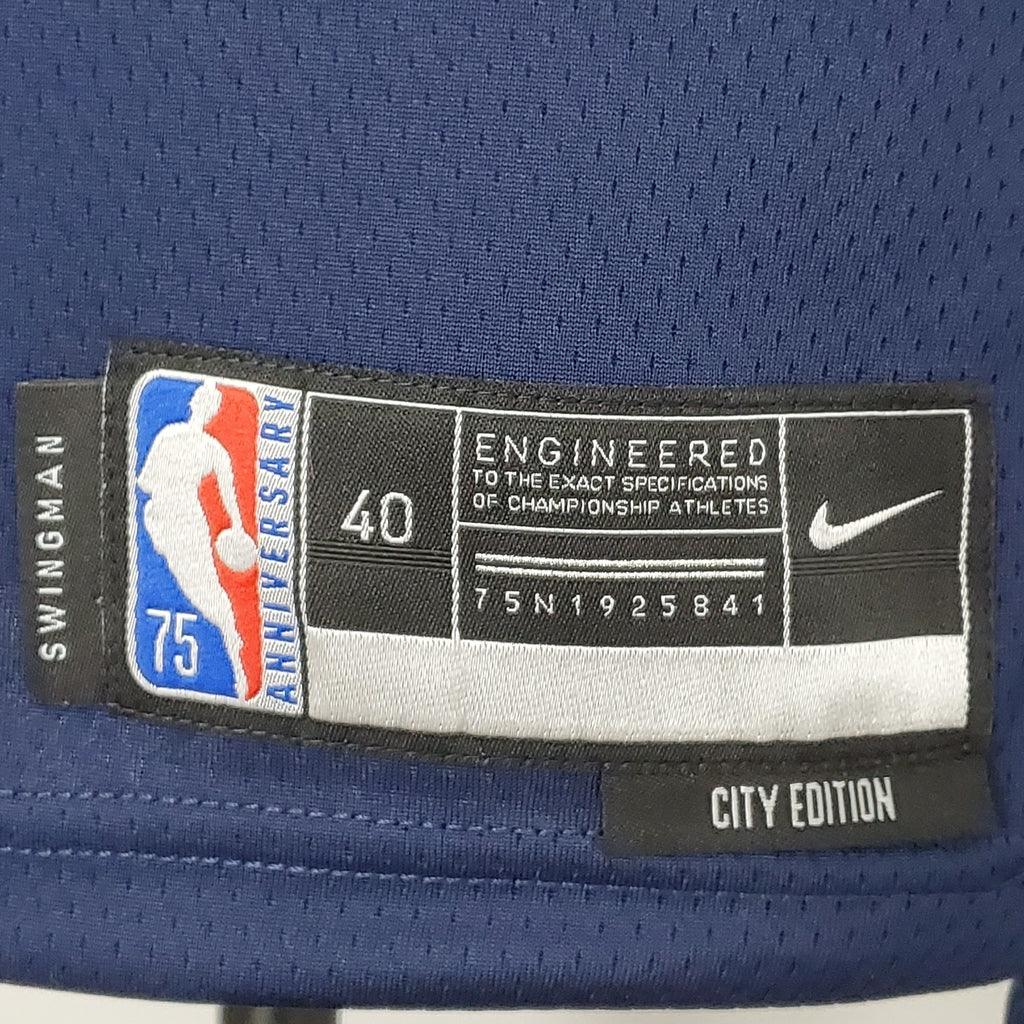 SWINGMAN
75
ANNIVERSARY
40
ENGINEERED
TO THE EXACT SPECIFICATIONS
OF CHAMPIONSHIP ATHLETES
75N1925841
CITY EDITION